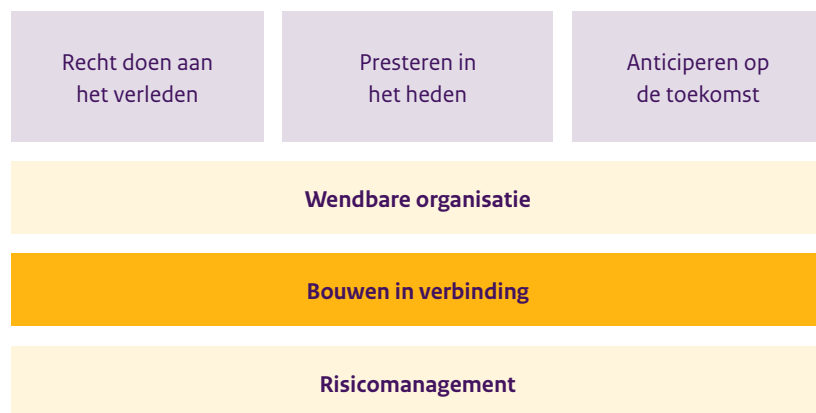 Recht doen aan
het verleden
Presteren in
het heden
Anticiperen op
de toekomst
Wendbare organisatie
Bouwen in verbinding
Risicomanagement